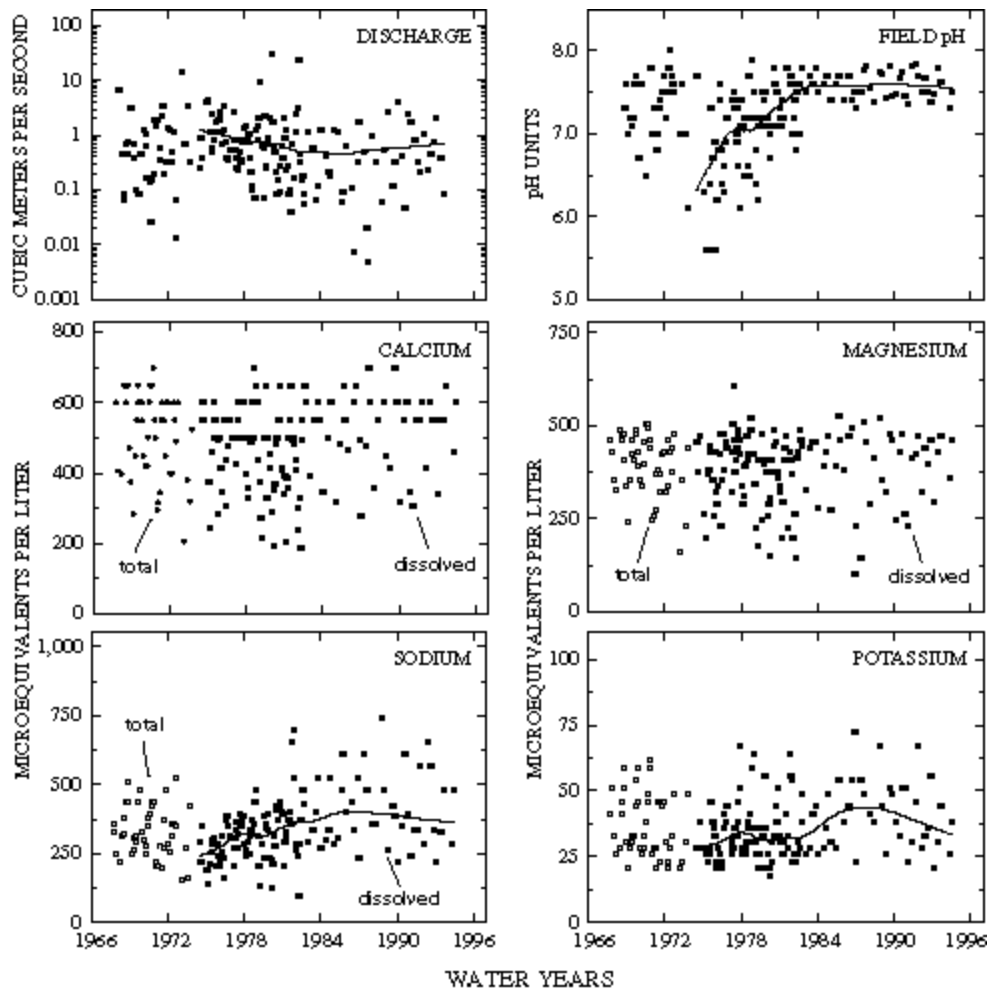 DISCHARGE
100
10
1
0.1
0.01
0.001
CUBIC METERS PER SECOND
FIELD pH
8.0
7.0
6.0
5.0
pH UNITS
CALCIUM
800
600
400
200
0
total
dissolved
MAGNESIUM
750
500
250
0
total
dissolved
MICROEQUIVALENTS PER LITER
MICROEQUIVALENTS PER LITER
SODIUM
1,000
750
500
250
0
total
dissolved
1966 1972 1978 1984 1990 1996
POTASSIUM
100
75
50
25
0
1966 1972 1978 1984 1990 1996
WATER YEARS